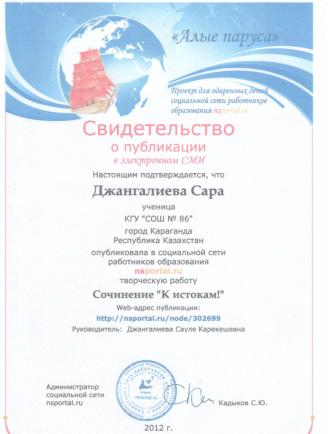 «Алые паруса»
Проект для одаренных детей
социальной сети работников
образования nsportal.ru
Свидетельство
о публикации
в электронном СМИ
Настоящим подтверждается, что
Джангалиева Сара
ученица
КГУ "СОШ № 86"
город Караганда
Республика Казахстан
опубликовала в социальной сети
работников образования
nsportal.ru
творческую работу
Сочинение "К истокам!"
Web-адрес публикации:
http://nsportal.ru/node/302699
Руководитель: Джангалиева Сауле Карекешевна
Администратор
социальной сети
nsportal.ru
nsportal.ru
Кадыков С.Ю.
2012 г.